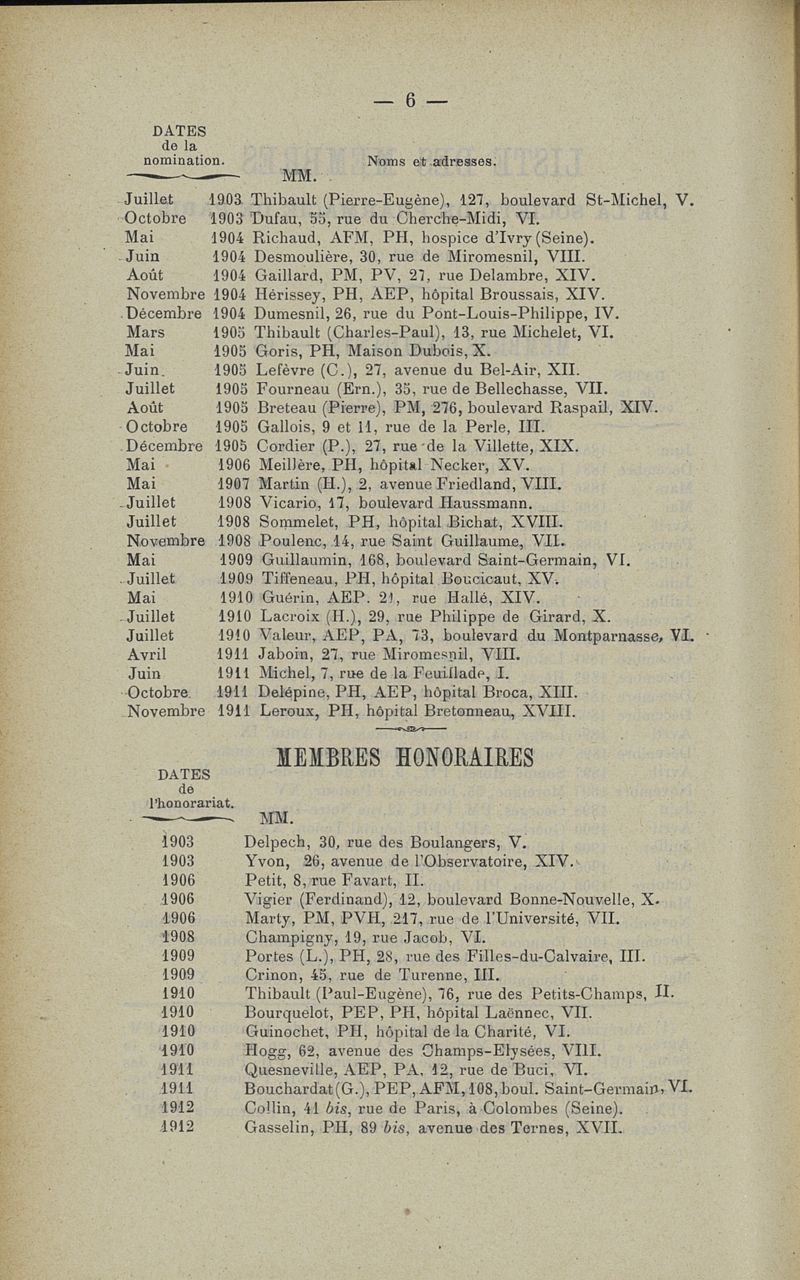 — 6 —
DATES
de la
nomination.
Noms et adresses.
MM.
Juillet 1903 Thibault (Pierre-Eugène), 127, boulevard St-Michel, V.
Octobre 1903 Dufau, 55, rue du Cherche-Midi, VI.
Mai 1904 Richaud, AFM, PH, hospice d'Ivry (Seine).
Juin 1904 Desmoulière, 30, rue de Miromesnil, VIII.
Août 1904 Gaillard, PM, PV, 27, rue Delambre, XIV.
Novembre 1904 Hérissey, PH, AEP, hôpital Broussais, XIV.
Décembre 1904 Dumesnil, 26, rue du Pont-Louis-Philippe, IV.
Mars 1905 Thibault (Charles-Paul), 13, rue Michelet, VI.
Mai 1905 Goris, PH, Maison Dubois, X.
Juin. 1905 Lefèvre (C.), 27, avenue du Bel-Air, XII.
Juillet 1905 Fourneau (Ern.), 35, rue de Bellechasse, VII.
Août 1905 Breteau (Pierre), PM, 276, boulevard Raspail, XIV.
Octobre 1905 Gallois, 9 et 11, rue de la Perle, III.
Décembre 1905 Cordier (P.), 27, rue de la Villette, XIX.
Mai 1906 Meillère, PH, hôpital Necker, XV.
Mai 1907 Martin (H.), 2, avenue Friedland, VIII.
Juillet 1908 Vicario, 17, boulevard Haussmann.
Juillet 1908 Sommelet, PH, hôpital Bichat, XVIII.
Novembre 1908 Poulenc, 14, rue Saint Guillaume, VII.
Mai 1909 Guillaumin, 168, boulevard Saint-Germain, VI.
Juillet 1909 Tiffeneau, PH, hôpital Boucicaut, XV.
Mai 1910 Guérin, AEP. 21, rue Hallé, XIV.
Juillet 1910 Lacroix (H.), 29, rue Philippe de Girard, X.
Juillet 1910 Valeur, AEP, PA, 73, boulevard du Montparnasse, VI.
Avril 1911 Jaboin, 27, rue Miromesnil, VIII.
Juin 1911 Michel, 7, rue de la Feuillade, I.
Octobre 1911 Delépine, PH, AEP, hôpital Broca, XIII.
Novembre 1911 Leroux, PH, hôpital Bretonneau, XVIII.
MEMBRES HONORAIRES
DATES
de
l'honorariat.
MM.
1903 Delpech, 30, rue des Boulangers, V.
1903 Yvon, 26, avenue de l'Observatoire, XIV.
1906 Petit, 8, rue Favart, II.
1906 Vigier (Ferdinand), 12, boulevard Bonne-Nouvelle, X.
1906 Marty, PM, PVH, 217, rue de l'Université, VII.
1908 Champigny, 19, rue Jacob, VI.
1909 Portes (L.), PH, 28, rue des Filles-du-Calvaire, III.
1909 Crinon, 45, rue de Turenne, III.
1910 Thibault (Paul-Eugène), 76, rue des Petits-Champs, II.
1910 Bourquelot, PEP, PH, hôpital Laënnec, VII.
1910 Guinochet, PH, hôpital de la Charité, VI.
1910 Hogg, 62, avenue des Champs-Elysées, VIII.
1911 Quesneville, AEP, PA, 12, rue de Buci, VI.
1911 Bouchardat (G.), PEP, AFM, 108, boul. Saint-Germain, VI.
1912 Collin, 41 bis, rue de Paris, à Colombes (Seine).
1912 Gasselin, PH, 89 bis, avenue des Ternes, XVII.